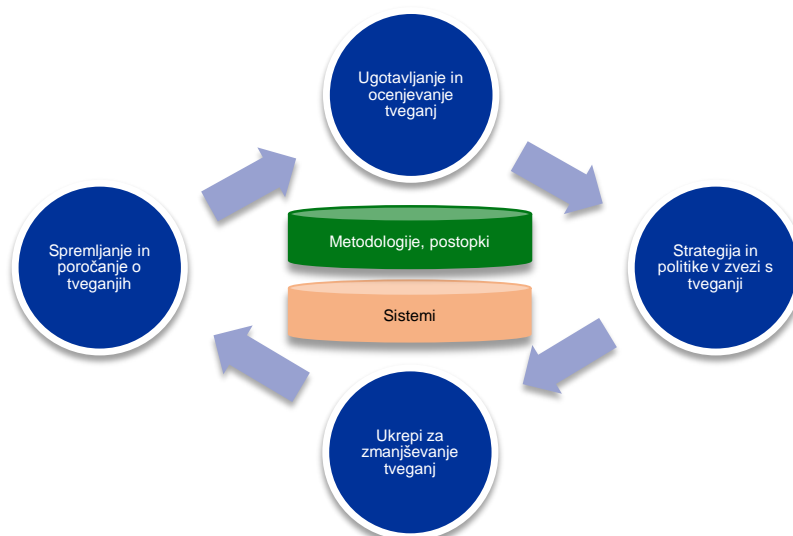 Ugotavljanje in
ocenjevanje
tveganj
Metodologije, postopki
Spremljanje in
poročanje o
tveganjih
Strategija in
politike v zvezi s
tveganji
Sistemi
Ukrepi za
zmanjševanje
tveganj